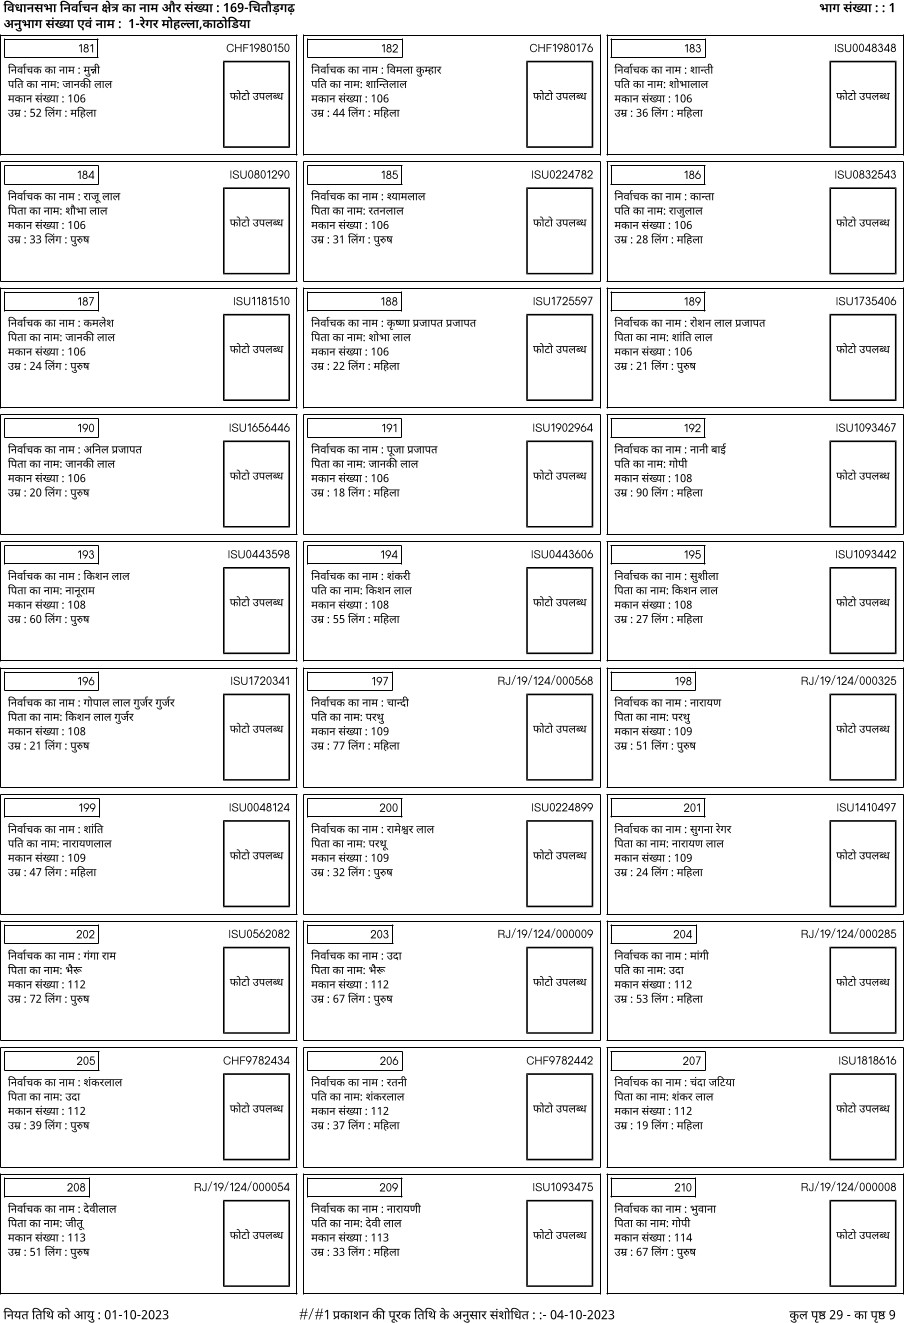 विधानसभा निर्वाचन क्षेत्र का नाम और संख्या : 169-चितौड़गढ़ भाग संख्या : : 1
अनुभाग संख्या एवं नाम : 1-रेगर मोहल्ला,काठोडिया
181 CHF1980150
निर्वाचक का नाम : मुन्नी
पति का नाम: जानकी लाल
मकान संख्या : 106
उम्र : 52 लिंग : महिला
फोटो उपलब्ध
182 CHF1980176
निर्वाचक का नाम : विमला कुम्हार
पति का नाम: शान्तिलाल
मकान संख्या : 106
उम्र : 44 लिंग : महिला
फोटो उपलब्ध
183 ISU0048348
निर्वाचक का नाम : शान्ती
पति का नाम: शोभालाल
मकान संख्या : 106
उम्र : 36 लिंग : महिला
फोटो उपलब्ध
184 ISU0801290
निर्वाचक का नाम : राजू लाल
पिता का नाम: शौभा लाल
मकान संख्या : 106
उम्र : 33 लिंग : पुरुष
फोटो उपलब्ध
185 ISU0224782
निर्वाचक का नाम : श्यामलाल
पिता का नाम: रतनलाल
मकान संख्या : 106
उम्र : 31 लिंग : पुरुष
फोटो उपलब्ध
186 ISU0832543
निर्वाचक का नाम : कान्ता
पति का नाम: राजुलाल
मकान संख्या : 106
उम्र : 28 लिंग : महिला
फोटो उपलब्ध
187 ISU1181510
निर्वाचक का नाम : कमलेश
पिता का नाम: जानकी लाल
मकान संख्या : 106
उम्र : 24 लिंग : पुरुष
फोटो उपलब्ध
188 ISU1725597
निर्वाचक का नाम : कृष्णा प्रजापत प्रजापत
पिता का नाम: शोभा लाल
मकान संख्या : 106
उम्र : 22 लिंग : महिला
फोटो उपलब्ध
189 ISU1735406
निर्वाचक का नाम : रोशन लाल प्रजापत
पिता का नाम: शांति लाल
मकान संख्या : 106
उम्र : 21 लिंग : पुरुष
फोटो उपलब्ध
190 ISU1656446
निर्वाचक का नाम : अनिल प्रजापत
पिता का नाम: जानकी लाल
मकान संख्या : 106
उम्र : 20 लिंग : पुरुष
फोटो उपलब्ध
191 ISU1902964
निर्वाचक का नाम : पूजा प्रजापत
पिता का नाम: जानकी लाल
मकान संख्या : 106
उम्र : 18 लिंग : महिला
फोटो उपलब्ध
192 ISU1093467
निर्वाचक का नाम : नानी बाई
पति का नाम: गोपी
मकान संख्या : 108
उम्र : 90 लिंग : महिला
फोटो उपलब्ध
193 ISU0443598
निर्वाचक का नाम : किशन लाल
पिता का नाम: नानूराम
मकान संख्या : 108
उम्र : 60 लिंग : पुरुष
फोटो उपलब्ध
194 ISU0443606
निर्वाचक का नाम : शंकरी
पति का नाम: किशन लाल
मकान संख्या : 108
उम्र : 55 लिंग : महिला
फोटो उपलब्ध
195 ISU1093442
निर्वाचक का नाम : सुशीला
पिता का नाम: किशन लाल
मकान संख्या : 108
उम्र : 27 लिंग : महिला
फोटो उपलब्ध
196 ISU1720341
निर्वाचक का नाम : गोपाल लाल गुर्जर गुर्जर
पिता का नाम: किशन लाल गुर्जर
मकान संख्या : 108
उम्र : 21 लिंग : पुरुष
फोटो उपलब्ध
197 RJ/19/124/000568
निर्वाचक का नाम : चान्दी
पति का नाम: परथु
मकान संख्या : 109
उम्र : 77 लिंग : महिला
फोटो उपलब्ध
198 RJ/19/124/000325
निर्वाचक का नाम : नारायण
पिता का नाम: परथु
मकान संख्या : 109
उम्र : 51 लिंग : पुरुष
फोटो उपलब्ध
199 ISU0048124
निर्वाचक का नाम : शांति
पति का नाम: नारायणलाल
मकान संख्या : 109
उम्र : 47 लिंग : महिला
फोटो उपलब्ध
200 ISU0224899
निर्वाचक का नाम : रामेश्वर लाल
पिता का नाम: परथू
मकान संख्या : 109
उम्र : 32 लिंग : पुरुष
फोटो उपलब्ध
201 ISU1410497
निर्वाचक का नाम : सुगना रेगर
पिता का नाम: नारायण लाल
मकान संख्या : 109
उम्र : 24 लिंग : महिला
फोटो उपलब्ध
202 ISU0562082
निर्वाचक का नाम : गंगा राम
पिता का नाम: भैरू
मकान संख्या : 112
उम्र : 72 लिंग : पुरुष
फोटो उपलब्ध
203 RJ/19/124/000009
निर्वाचक का नाम : उदा
पिता का नाम: भैरू
मकान संख्या : 112
उम्र : 67 लिंग : पुरुष
फोटो उपलब्ध
204 RJ/19/124/000285
निर्वाचक का नाम : मांगी
पति का नाम: उदा
मकान संख्या : 112
उम्र : 53 लिंग : महिला
फोटो उपलब्ध
205 CHF9782434
निर्वाचक का नाम : शंकरलाल
पिता का नाम: उदा
मकान संख्या : 112
उम्र : 39 लिंग : पुरुष
फोटो उपलब्ध
206 CHF9782442
निर्वाचक का नाम : रतनी
पति का नाम: शंकरलाल
मकान संख्या : 112
उम्र : 37 लिंग : महिला
फोटो उपलब्ध
207 ISU1818616
निर्वाचक का नाम : चंदा जटिया
पिता का नाम: शंकर लाल
मकान संख्या : 112
उम्र : 19 लिंग : महिला
फोटो उपलब्ध
208 RJ/19/124/000054
निर्वाचक का नाम : देवीलाल
पिता का नाम: जीतू
मकान संख्या : 113
उम्र : 51 लिंग : पुरुष
फोटो उपलब्ध
209 ISU1093475
निर्वाचक का नाम : नारायणी
पति का नाम: देवी लाल
मकान संख्या : 113
उम्र : 33 लिंग : महिला
फोटो उपलब्ध
210 RJ/19/124/000008
निर्वाचक का नाम : भुवाना
पिता का नाम: गोपी
मकान संख्या : 114
उम्र : 67 लिंग : पुरुष
फोटो उपलब्ध
नियत तिथि को आयु : 01-10-2023 #/#1 प्रकाशन की पूरक तिथि के अनुसार संशोधित : :- 04-10-2023 कुल पृष्ठ 29 - का पृष्ठ 9